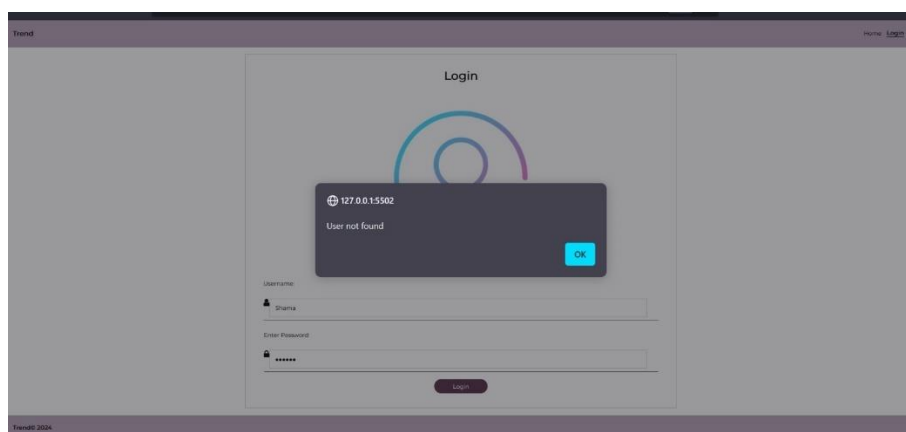 Trend
Home Login
Login
127.0.0.1:5502
User not found
OK
Username:
Shama
Enter Password
••••••
Login
Trend© 2024